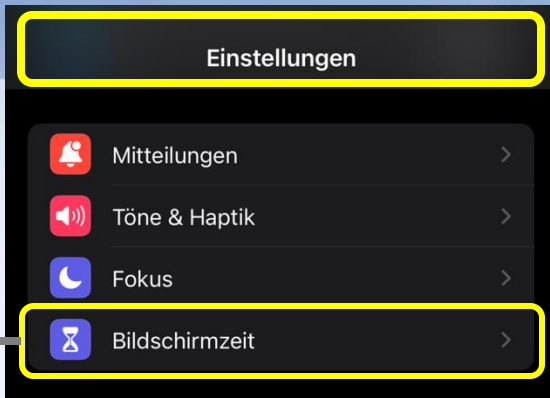 Einstellungen
Mitteilungen
Töne & Haptik
Fokus
Bildschirmzeit